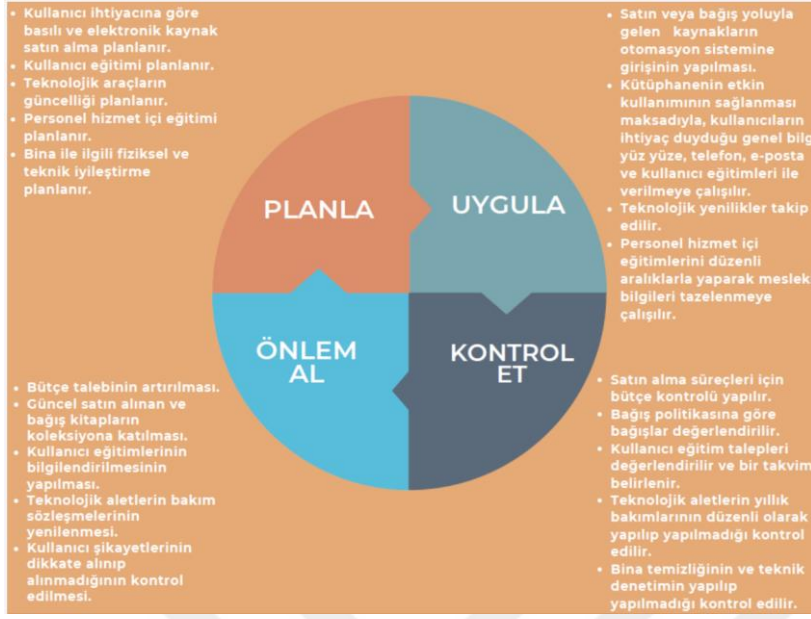 • Kullanıcı ihtiyacına göre
basılı ve elektronik kaynak
satın alma planlanır.
• Kullanıcı eğitimi planlanır.
• Teknolojik araçların
güncelliği planlanır.
• Personel hizmet içi eğitimi
planlanır.
• Bina ile ilgili fiziksel ve
teknik iyileştirme
planlanır.
PLANLA
• Satın veya bağış yoluyla
gelen kaynakların
otomasyon sistemine
girişinin yapılması.
• Kütüphanenin etkin
kullanımının sağlanması
maksadıyla, kullanıcıların
ihtiyaç duyduğu genel bilg
yüz yüze, telefon, e-posta
ve kullanıcı eğitimleri ile
verilmeye çalışılır.
• Teknolojik yenilikler takip
edilir.
• Personel hizmet içi
eğitimlerini düzenli
aralıklarla yaparak meslek
bilgileri tazelenmeye
çalışılır.
UYGULA
ÖNLEM
AL
• Bütçe talebinin artırılması.
• Güncel satın alınan ve
bağış kitapların
koleksiyona katılması.
• Kullanıcı eğitimlerinin
bilgilendirilmesinin
yapılması.
• Teknolojik aletlerin bakım
sözleşmelerinin
yenilenmesi.
• Kullanıcı şikayetlerinin
dikkate alınıp
alınmadığının kontrol
edilmesi.
KONTROL
ET
• Satın alma süreçleri için
bütçe kontrolü yapılır.
• Bağış politikasına göre
bağışlar değerlendirilir.
• Kullanıcı eğitim talepleri
değerlendirilir ve bir takvim
belirlenir.
• Teknolojik aletlerin yıllık
bakımlarının düzenli olarak
yapılıp yapılmadığı kontrol
edilir.
• Bina temizliğinin ve teknik
denetimin yapılıp
yapılmadığı kontrol edilir.